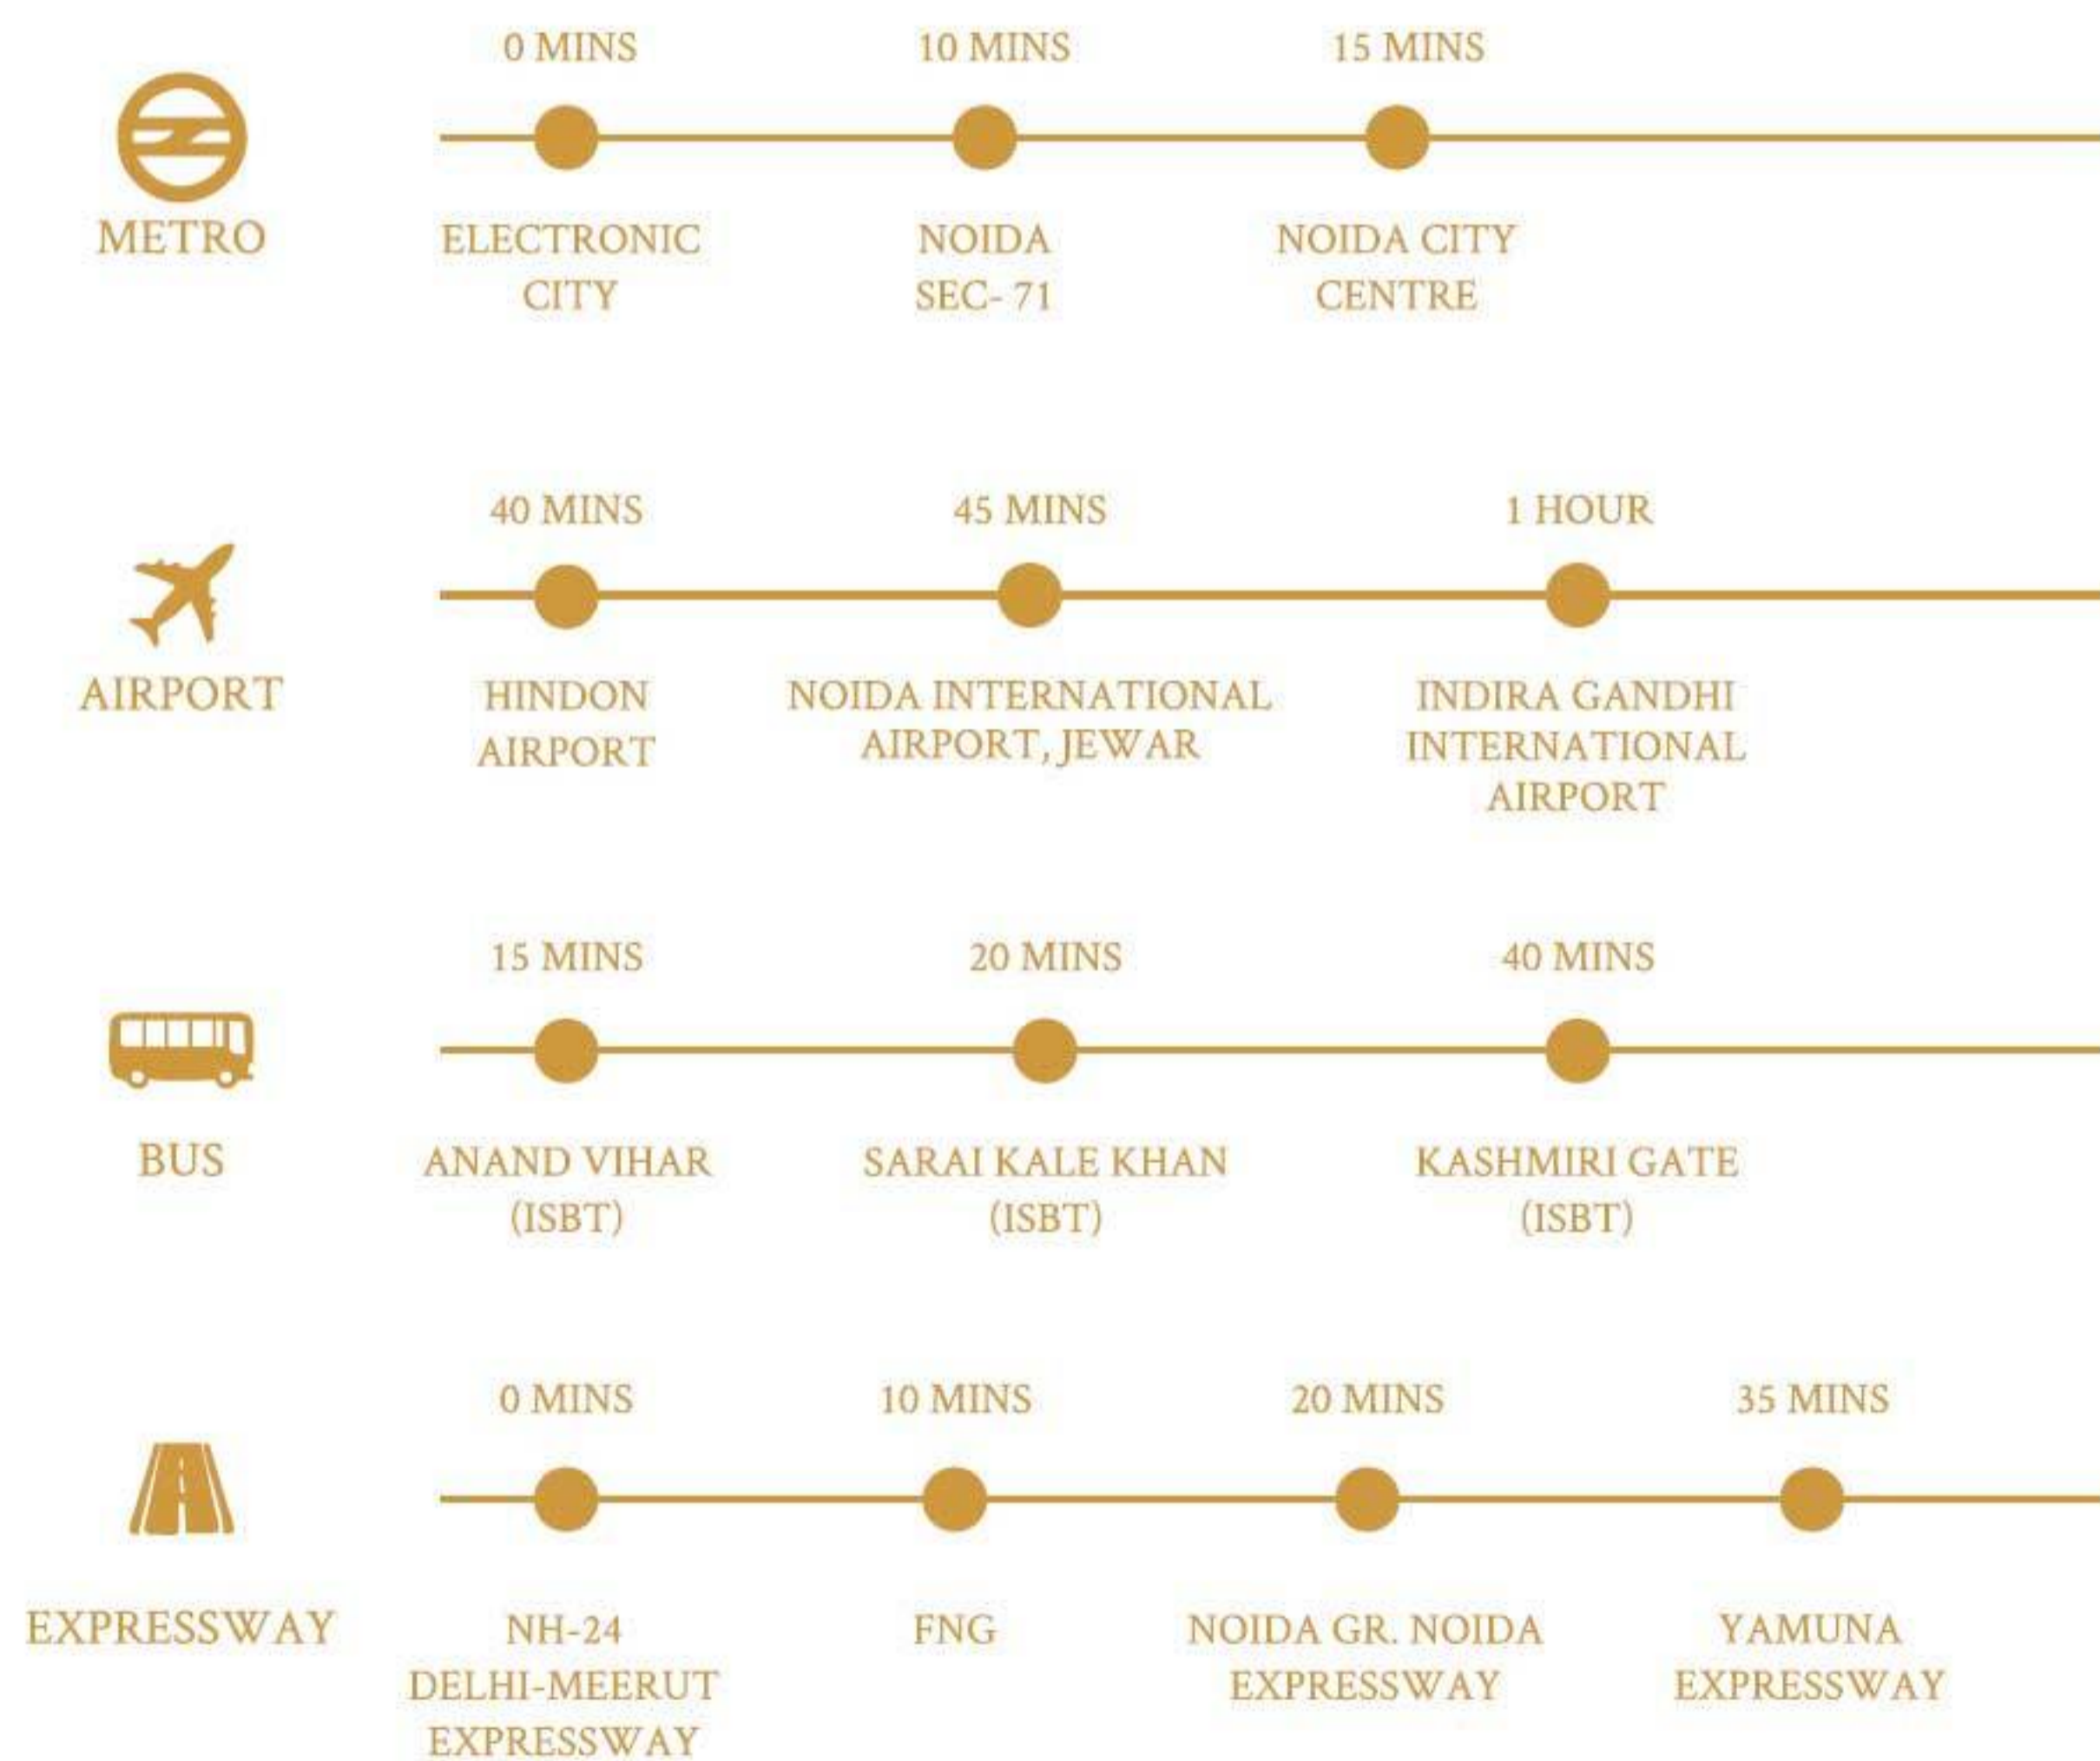 0 MINS 10 MINS 15 MINS
METRO
ELECTRONIC CITY
NOIDA SEC- 71
NOIDA CITY CENTRE
40 MINS 45 MINS 1 HOUR
AIRPORT
HINDON AIRPORT
NOIDA INTERNATIONAL AIRPORT, JEWAR
INDIRA GANDHI INTERNATIONAL AIRPORT
15 MINS 20 MINS 40 MINS
BUS
ANAND VIHAR (ISBT)
SARAI KALE KHAN (ISBT)
KASHMIRI GATE (ISBT)
0 MINS 10 MINS 20 MINS 35 MINS
EXPRESSWAY
NH-24 DELHI-MEERUT EXPRESSWAY
FNG
NOIDA GR. NOIDA EXPRESSWAY
YAMUNA EXPRESSWAY